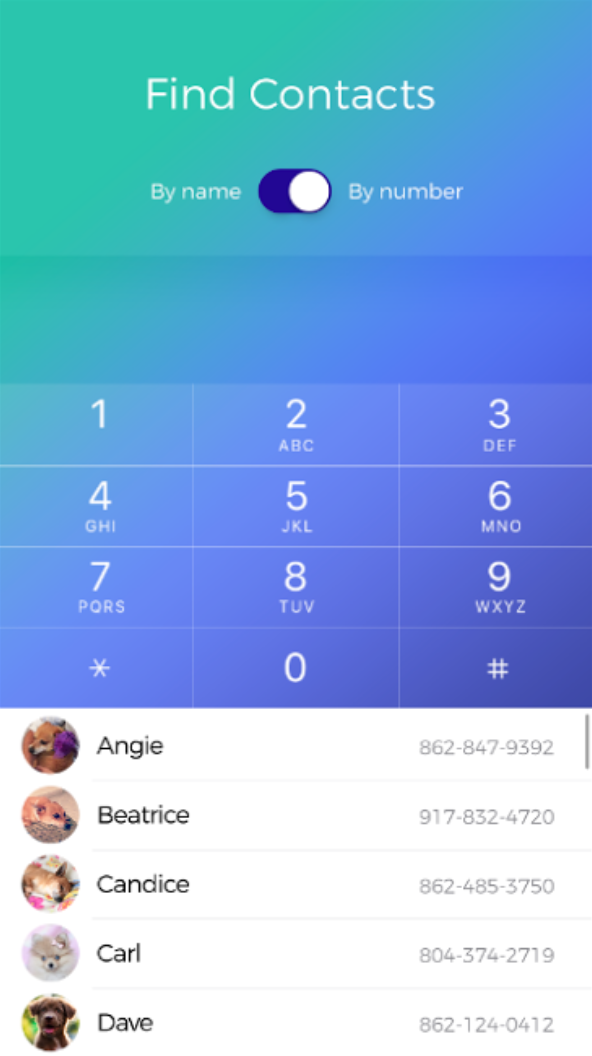 Find Contacts
By name By number
1 2 3
ABC DEF
4 5 6
GHI JKL MNO
7 8 9
PQRS TUV WXYZ
* 0 #
Angie 862-847-9392
Beatrice 917-832-4720
Candice 862-485-3750
Carl 804-374-2719
Dave 862-124-0412